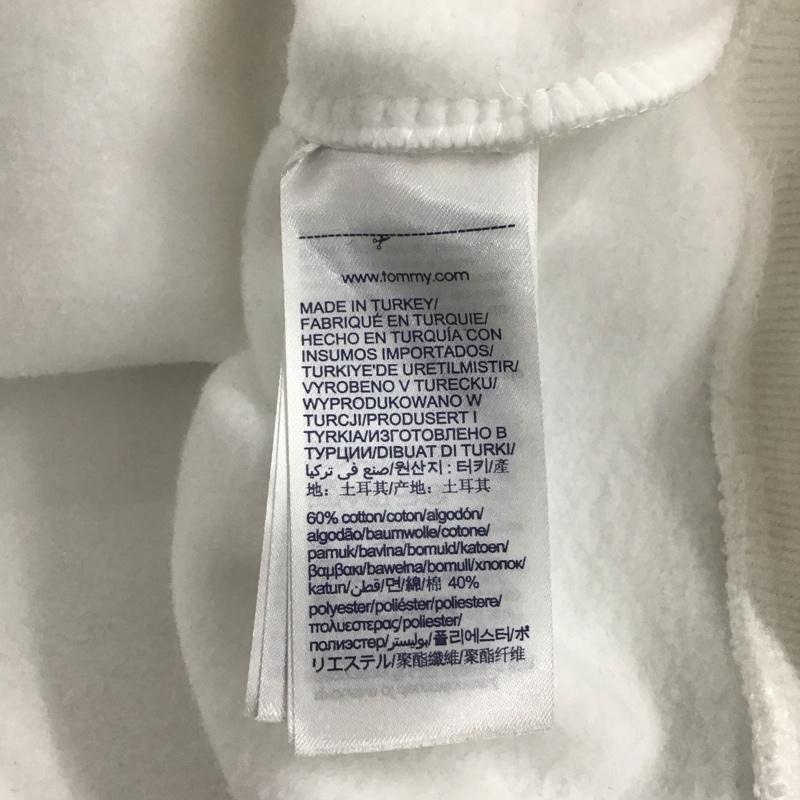 www.tommy.com
MADE IN TURKEY/
FABRIQUÉ EN TURQUIE/
HECHO EN TURQUÍA CON
INSUMOS IMPORTADOS/
TURKIYE'DE URETILMISTIR/
VYROBENO V TURECKU/
WYPRODUKOWANO W
TURCJI/PRODUSERT I
TYRKIA/ИЗГОТОВЛЕНО В
ТУРЦИИ/DIBUAT DI TURKI/
صنع في تركيا/원산지 : 터키/產
地：土耳其/产地：土耳其
60% cotton/coton/algodón/
algodão/baumwolle/cotone/
pamuk/bavlna/bomuld/katoen/
βαμβακι/bawełna/bomull/хлопок/
katun/قطن/면/綿/棉 40%
polyester/poliéster/poliestere/
πολυεστερας/poliester/
полиэстер/بوليستر/폴리에스터/ポ
リエステル/聚酯纖維/聚酯纤维